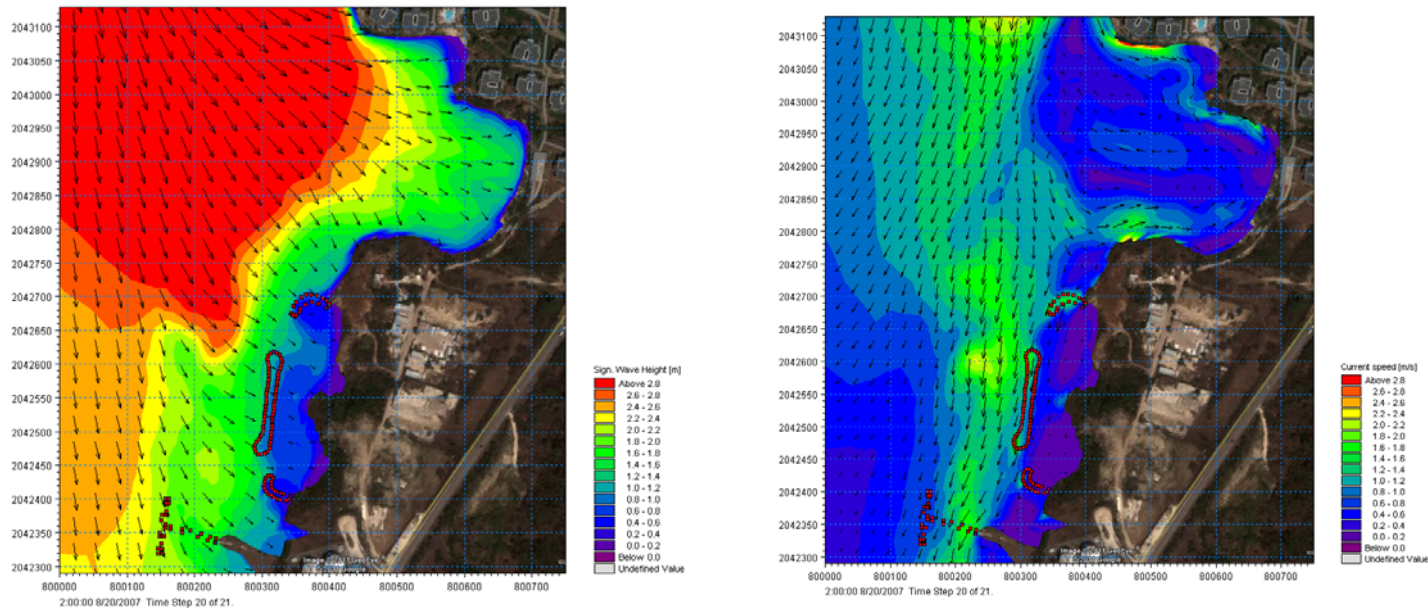 2043100
2043050
2043000
2042950
2042900
2042850
2042800
2042750
2042700
2042650
2042600
2042550
2042500
2042450
2042400
2042350
2042300
800000 800100 800200 800300 800400 800500 800600 800700
2:00:00 8/20/2007 Time Step 20 of 21.
Sign. Wave Height [m]
Above 2.8
2.6 - 2.8
2.4 - 2.6
2.2 - 2.4
2.0 - 2.2
1.8 - 2.0
1.6 - 1.8
1.4 - 1.6
1.2 - 1.4
1.0 - 1.2
0.8 - 1.0
0.6 - 0.8
0.4 - 0.6
0.2 - 0.4
0.0 - 0.2
Below 0.0
Undefined Value
2043100
2043050
2043000
2042950
2042900
2042850
2042800
2042750
2042700
2042650
2042600
2042550
2042500
2042450
2042400
2042350
2042300
800000 800100 800200 800300 800400 800500 800600 800700
2:00:00 8/20/2007 Time Step 20 of 21.
Current speed [m/s]
Above 2.8
2.6 - 2.8
2.4 - 2.6
2.2 - 2.4
2.0 - 2.2
1.8 - 2.0
1.6 - 1.8
1.4 - 1.6
1.2 - 1.4
1.0 - 1.2
0.8 - 1.0
0.6 - 0.8
0.4 - 0.6
0.2 - 0.4
0.0 - 0.2
Below 0.0
Undefined Value